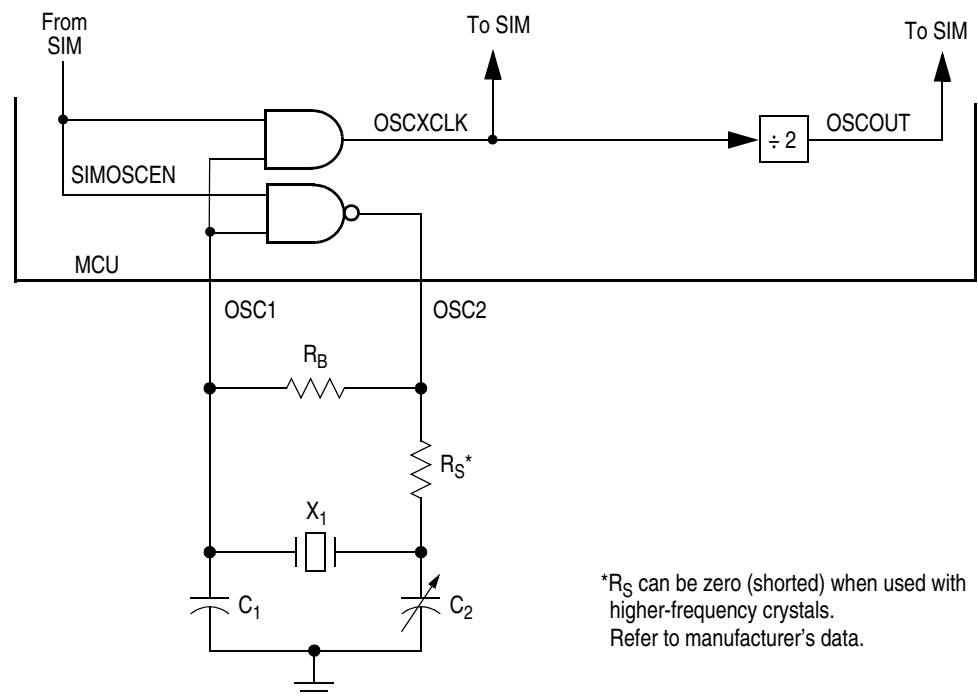 From
SIM
To SIM
To SIM
OSCXCLK
÷ 2
OSCOUT
SIMOSCEN
MCU
OSC1
OSC2
R_B
R_S*
X_1
C_1
C_2
*R_S can be zero (shorted) when used with
higher-frequency crystals.
Refer to manufacturer's data.